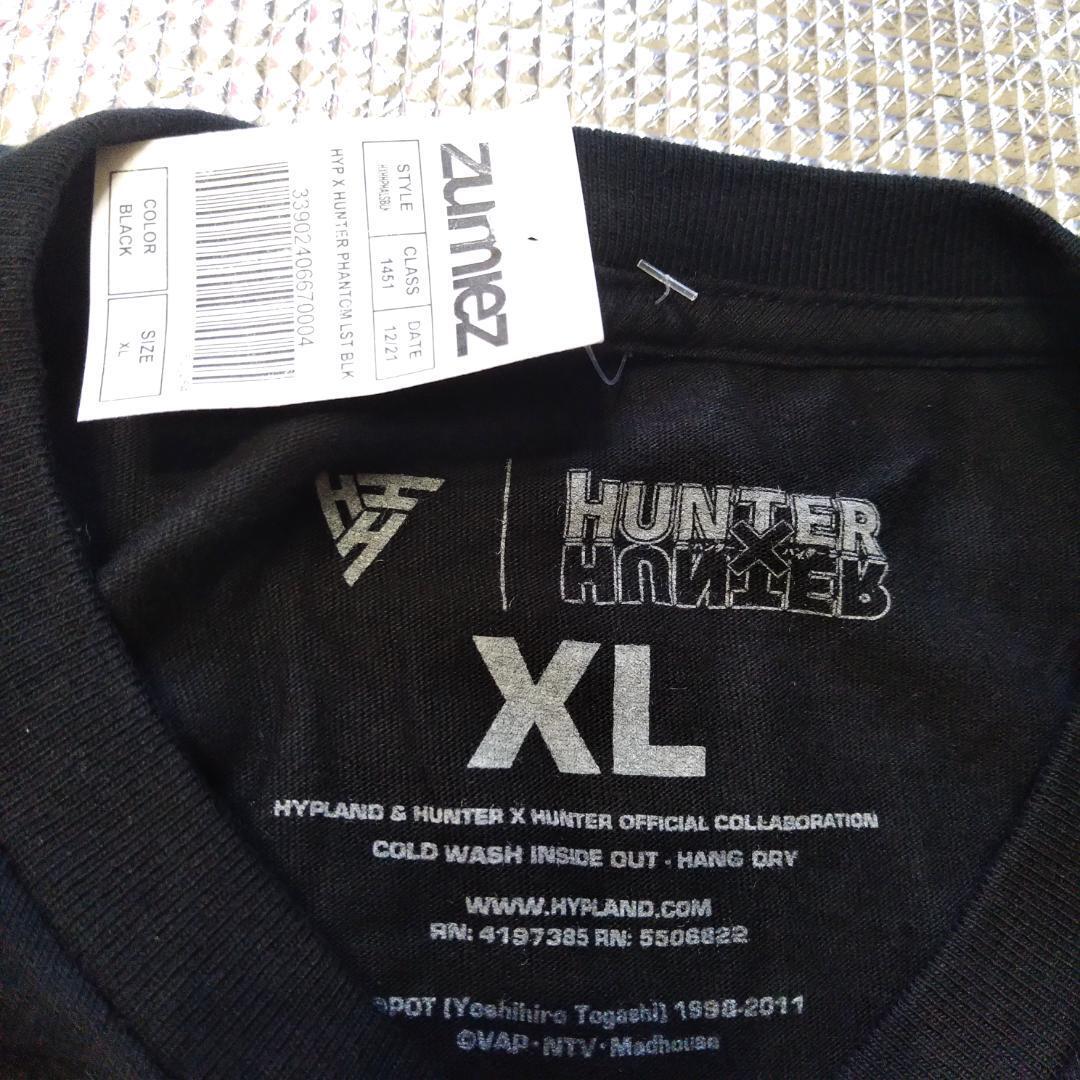 zumiez
STYLE CLASS DATE
1451 12/21
HYP X HUNTER PHANTOM LST BLK
33902406670004
COLOR SIZE
BLACK XL
HUNTER
X
HUNTER
XL
HYPLAND & HUNTER X HUNTER OFFICIAL COLLABORATION
COLD WASH INSIDE OUT · HANG DRY
WWW.HYPLAND.COM
RN: 4197385 RN: 5506822
POT (Yoshihiro Togashi) 1998-2011
©VAP · NTV · Madhouse